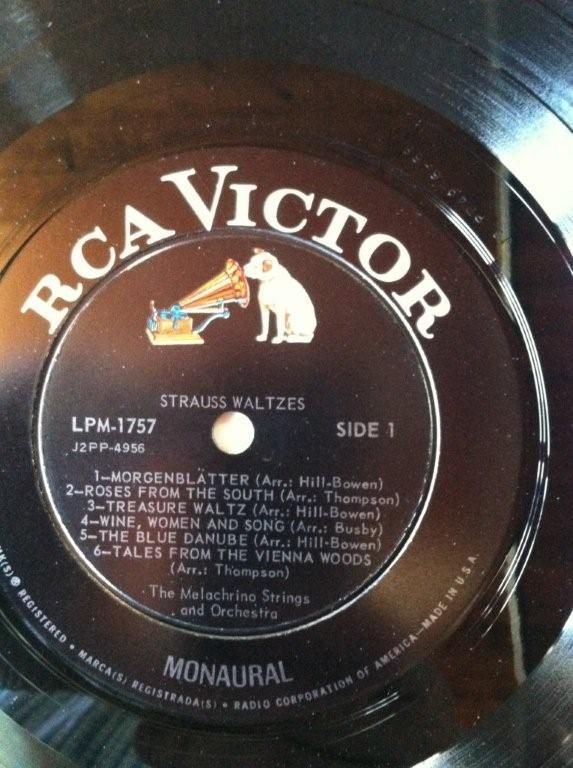 RCA VICTOR
STRAUSS WALTZES
LPM-1757
SIDE 1
J2PP-4956
1—MORGENBLÄTTER (Arr.: Hill-Bowen)
2—ROSES FROM THE SOUTH (Arr.: Thompson)
3—TREASURE WALTZ (Arr.: Hill-Bowen)
4—WINE, WOMEN AND SONG (Arr.: Busby)
5—THE BLUE DANUBE (Arr.: Hill-Bowen)
6—TALES FROM THE VIENNA WOODS
(Arr.: Thompson)
The Melachrino Strings
and Orchestra
MONAURAL
REGISTERED • MARCA(S) REGISTRADA(S) • RADIO CORPORATION OF AMERICA—MADE IN U.S.A.